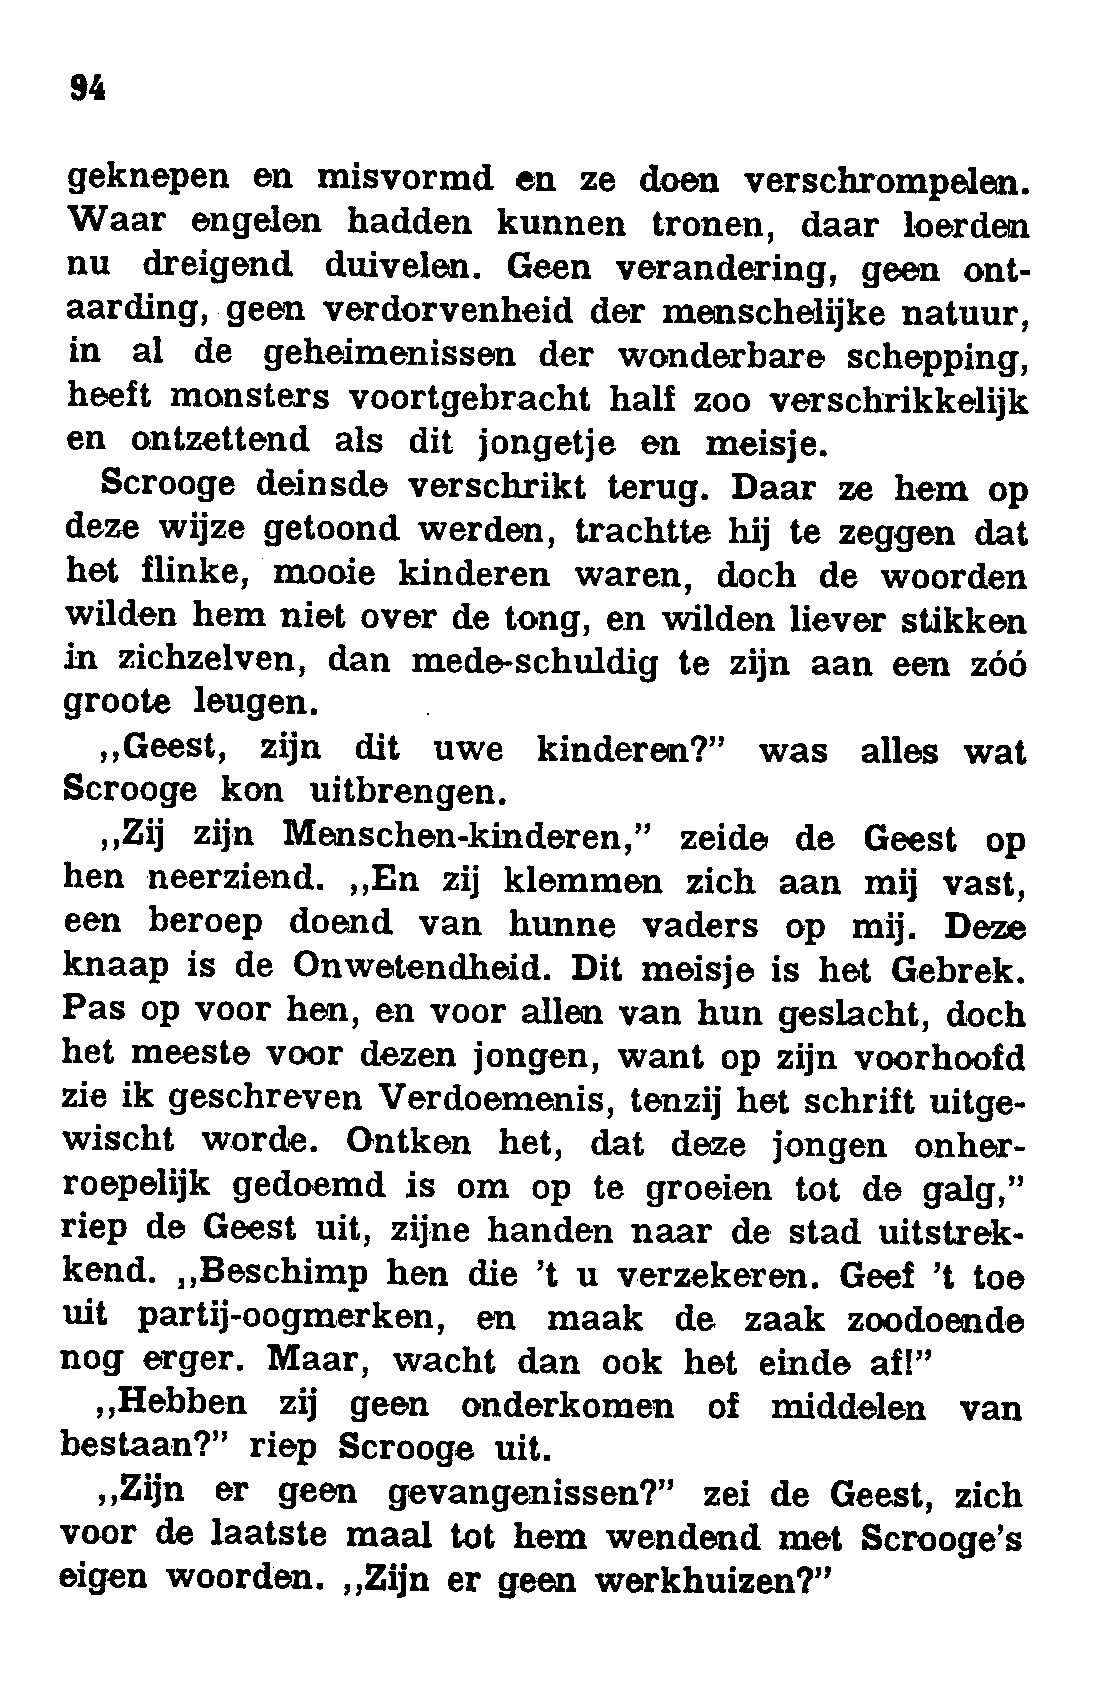 94
geknepen en misvormd en ze doen verschrompelen.
Waar engelen hadden kunnen tronen, daar loerden
nu dreigend duivelen. Geen verandering, geen ont-
aarding, geen verdorvenheid der menschelijke natuur,
in al de geheimenissen der wonderbare schepping,
heeft monsters voortgebracht half zoo verschrikkelijk
en ontzettend als dit jongetje en meisje.
Scrooge deinsde verschrikt terug. Daar ze hem op
deze wijze getoond werden, trachtte hij te zeggen dat
het flinke, mooie kinderen waren, doch de woorden
wilden hem niet over de tong, en wilden liever stikken
in zichzelven, dan mede-schuldig te zijn aan een zóó
groote leugen.
,,Geest, zijn dit uwe kinderen?” was alles wat
Scrooge kon uitbrengen.
,,Zij zijn Menschen-kinderen,” zeide de Geest op
hen neerziend. ,,En zij klemmen zich aan mij vast,
een beroep doend van hunne vaders op mij. Deze
knaap is de Onwetendheid. Dit meisje is het Gebrek.
Pas op voor hen, en voor allen van hun geslacht, doch
het meeste voor dezen jongen, want op zijn voorhoofd
zie ik geschreven Verdoemenis, tenzij het schrift uitge-
wischt worde. Ontken het, dat deze jongen onher-
roepelijk gedoemd is om op te groeien tot de galg,”
riep de Geest uit, zijne handen naar de stad uitstrek-
kend. ,,Beschimp hen die ’t u verzekeren. Geef ’t toe
uit partij-oogmerken, en maak de zaak zoodoende
nog erger. Maar, wacht dan ook het einde af!”
,,Hebben zij geen onderkomen of middelen van
bestaan?” riep Scrooge uit.
,,Zijn er geen gevangenissen?” zei de Geest, zich
voor de laatste maal tot hem wendend met Scrooge’s
eigen woorden. ,,Zijn er geen werkhuizen?”